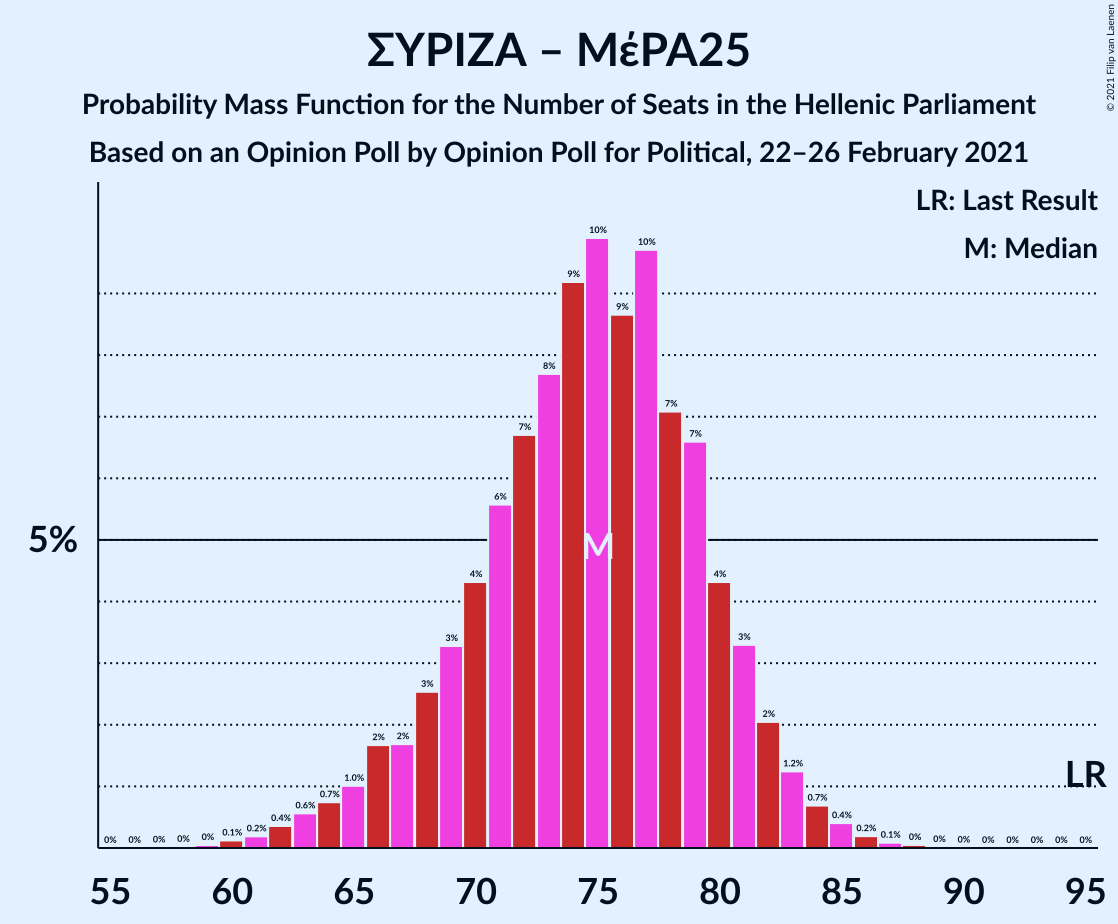 ΣΥΡΙΖΑ – ΜέΡΑ25
Probability Mass Function for the Number of Seats in the Hellenic Parliament
Based on an Opinion Poll by Opinion Poll for Political, 22–26 February 2021
© 2021 Filip van Laenen
LR: Last Result
M: Median
5%
0% 0% 0% 0% 0% 0.1% 0.2% 0.4% 0.6% 0.7% 1.0% 2% 2% 3% 3% 4% 6% 7% 8% 9% 10% 9% 10% 7% 7% 4% 3% 2% 1.2% 0.7% 0.4% 0.2% 0.1% 0% 0% 0% 0% 0% 0% 0% 0%
M
LR
55 60 65 70 75 80 85 90 95